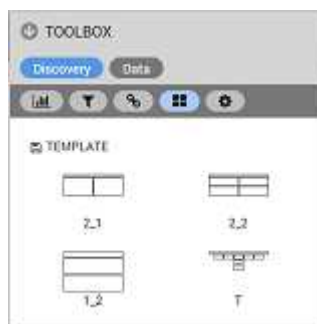 TOOLBOX
Discovery Data
TEMPLATE
2_1 2_2
1_2 T